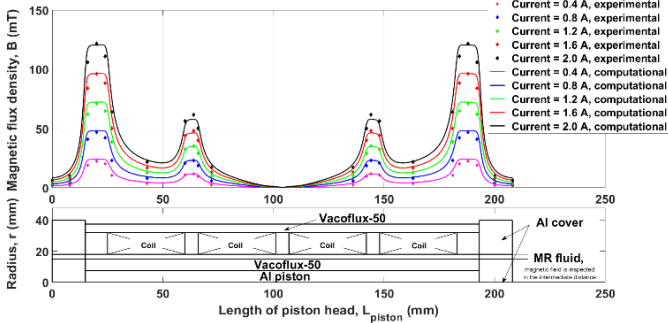 Current = 0.4 A, experimental
Current = 0.8 A, experimental
Current = 1.2 A, experimental
Current = 1.6 A, experimental
Current = 2.0 A, experimental
Current = 0.4 A, computational
Current = 0.8 A, computational
Current = 1.2 A, computational
Current = 1.6 A, computational
Current = 2.0 A, computational
Magnetic flux density, B (mT)
150
100
50
0
0 50 100 150 200 250
Radius, r (mm)
40
20
0
Vacoflux-50
Coil Coil Coil Coil
Al cover
MR fluid,
magnetic field is inspected
in the intermediate distance.
Vacoflux-50
Al piston
0 50 100 150 200 250
Length of piston head, L_piston (mm)